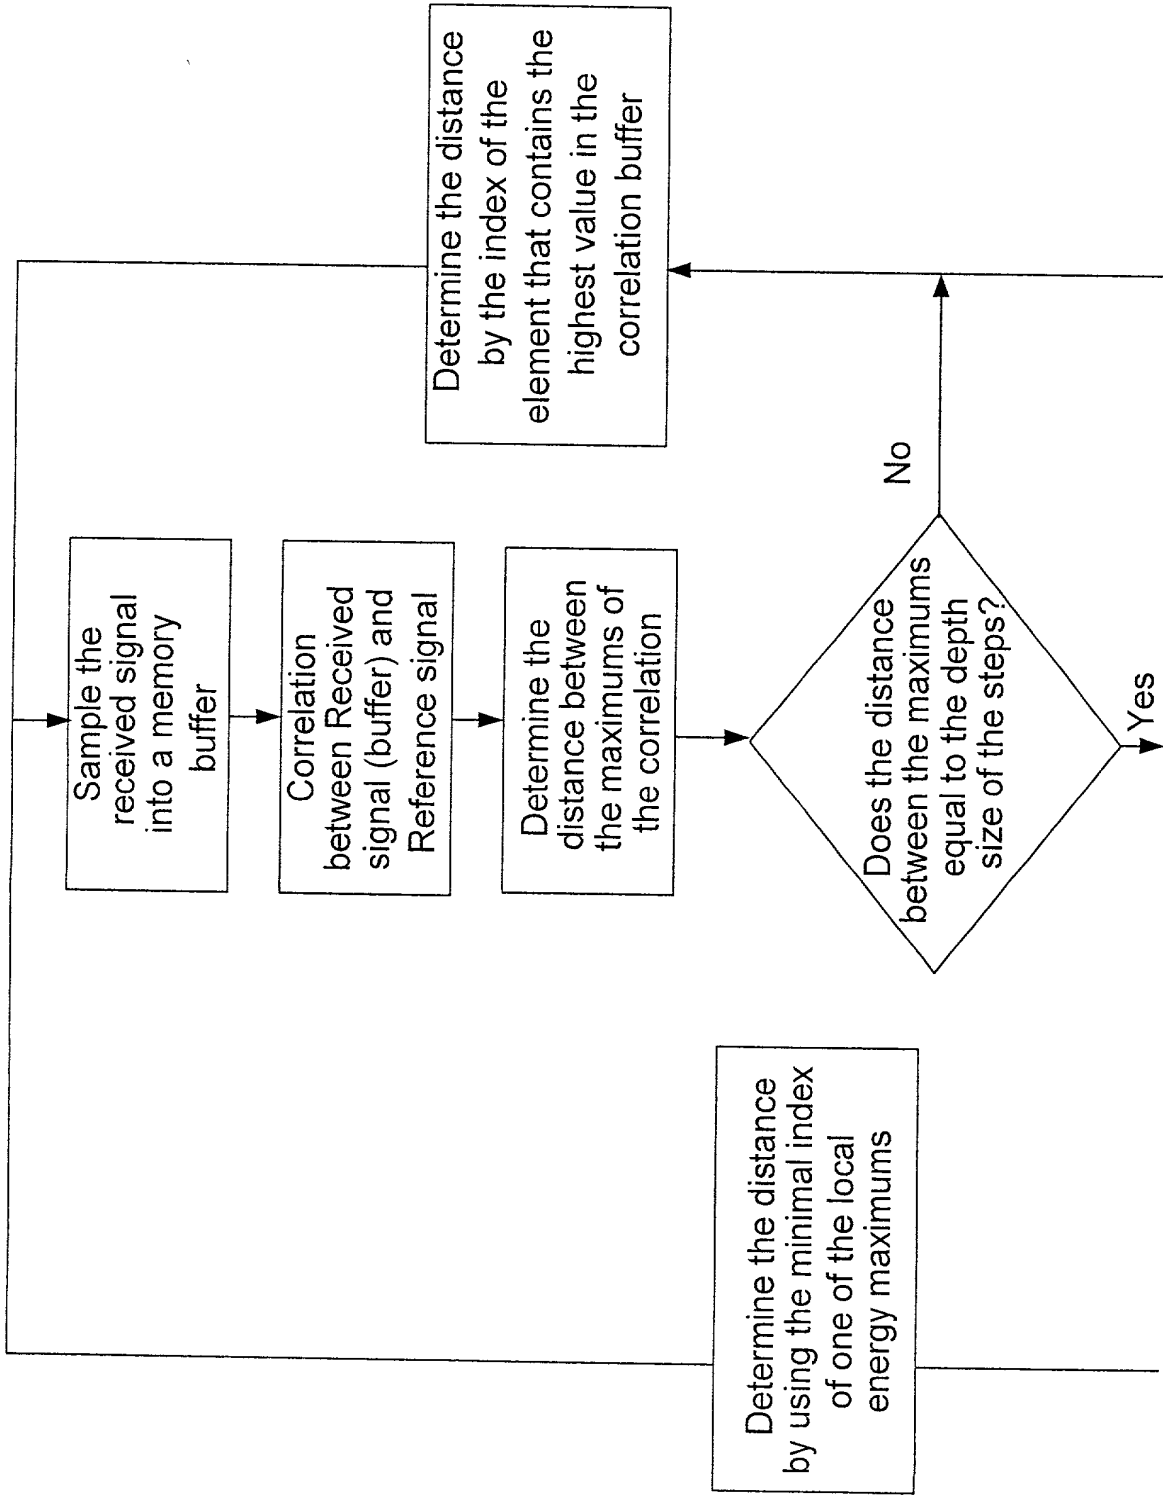 Sample the
received signal
into a memory
buffer
Correlation
between Received
signal (buffer) and
Reference signal
Determine the
distance between
the maximums of
the correlation
Does the distance
between the maximums
equal to the depth
size of the steps?
No
Yes
Determine the distance
by the index of the
element that contains the
highest value in the
correlation buffer
Determine the distance
by using the minimal index
of one of the local
energy maximums